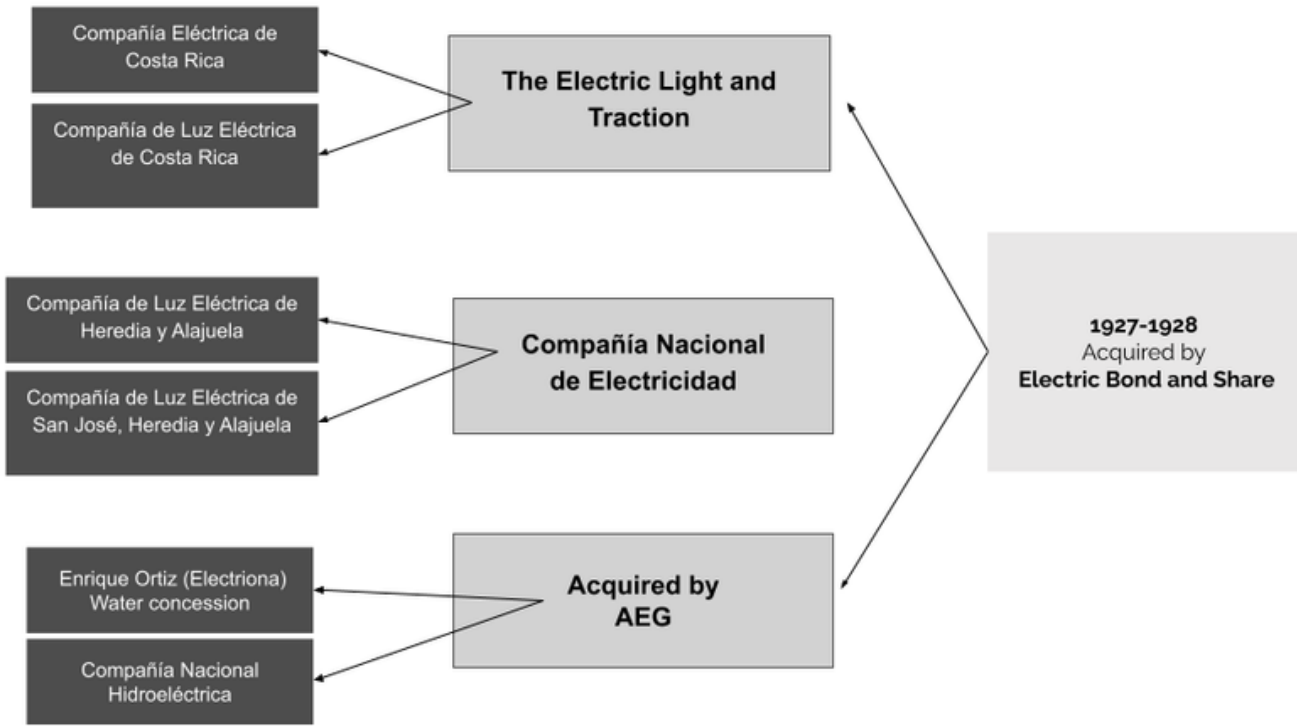 Compañía Eléctrica de
Costa Rica
Compañía de Luz Eléctrica
de Costa Rica
The Electric Light and
Traction
Compañía de Luz Eléctrica de
Heredia y Alajuela
Compañía de Luz Eléctrica de
San José, Heredia y Alajuela
Compañía Nacional
de Electricidad
Enrique Ortiz (Electriona)
Water concession
Compañía Nacional
Hidroeléctrica
Acquired by
AEG
1927-1928
Acquired by
Electric Bond and Share